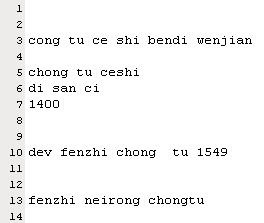 1
2
3 cong tu ce shi bendi wenjian
4
5 chong tu ceshi
6 di san ci
7 1400
8
9
10 dev fenzhi chong  tu 1549
11
12
13 fenzhi neirong chongtu
14